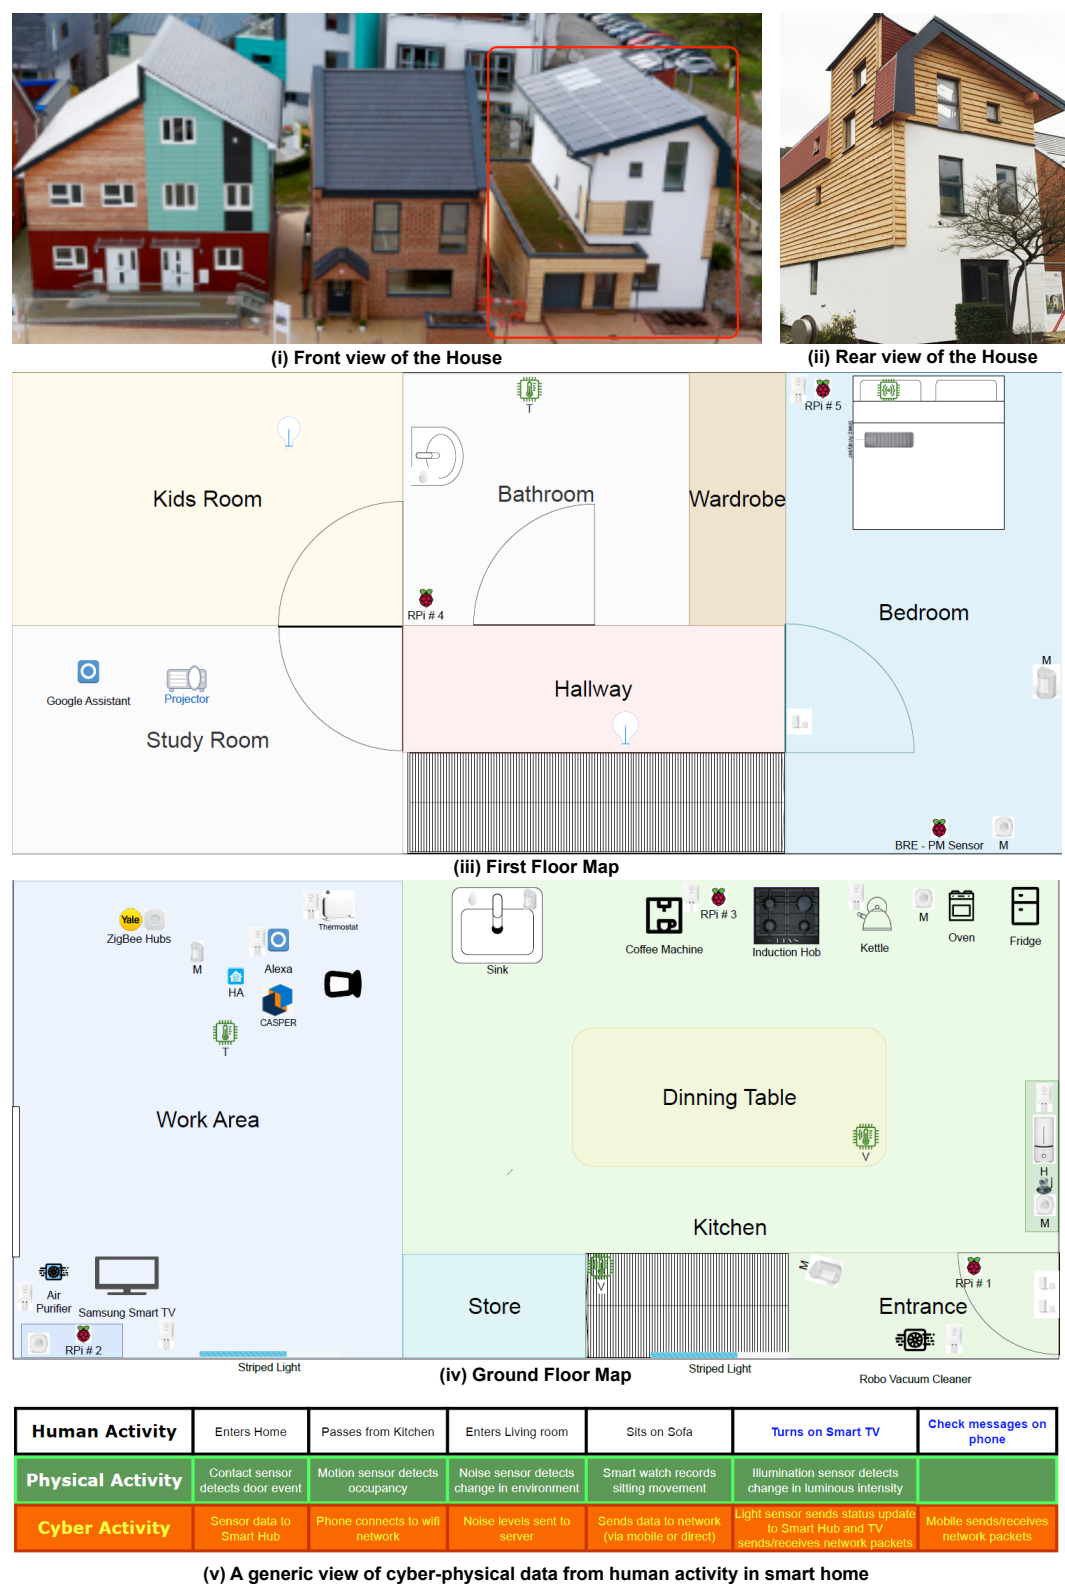 (i) Front view of the House
(ii) Rear view of the House
T
RPi # 5
Sleep Analyser
Kids Room
Bathroom
Wardrobe
RPi # 4
Bedroom
Google Assistant
Projector
Hallway
M
Study Room
BRE - PM Sensor
M
(iii) First Floor Map
Yale
ZigBee Hubs
M
Alexa
Thermostat
HA
CASPER
T
Sink
Coffee Machine
RPi # 3
Induction Hob
Kettle
M
Oven
Fridge
Work Area
Dinning Table
V
H
M
Kitchen
Air
Purifier
Samsung Smart TV
RPi # 2
Striped Light
Store
V
M
RPi # 1
Entrance
Striped Light
Robo Vacuum Cleaner
(iv) Ground Floor Map
Human Activity
Enters Home
Passes from Kitchen
Enters Living room
Sits on Sofa
Turns on Smart TV
Check messages on
phone
Physical Activity
Contact sensor
detects door event
Motion sensor detects
occupancy
Noise sensor detects
change in environment
Smart watch records
sitting movement
Illumination sensor detects
change in luminous intensity
Cyber Activity
Sensor data to
Smart Hub
Phone connects to wifi
network
Noise levels sent to
server
Sends data to network
(via mobile or direct)
Light sensor sends status update
to Smart Hub and TV
sends/receives network packets
Mobile sends/receives
network packets
(v) A generic view of cyber-physical data from human activity in smart home